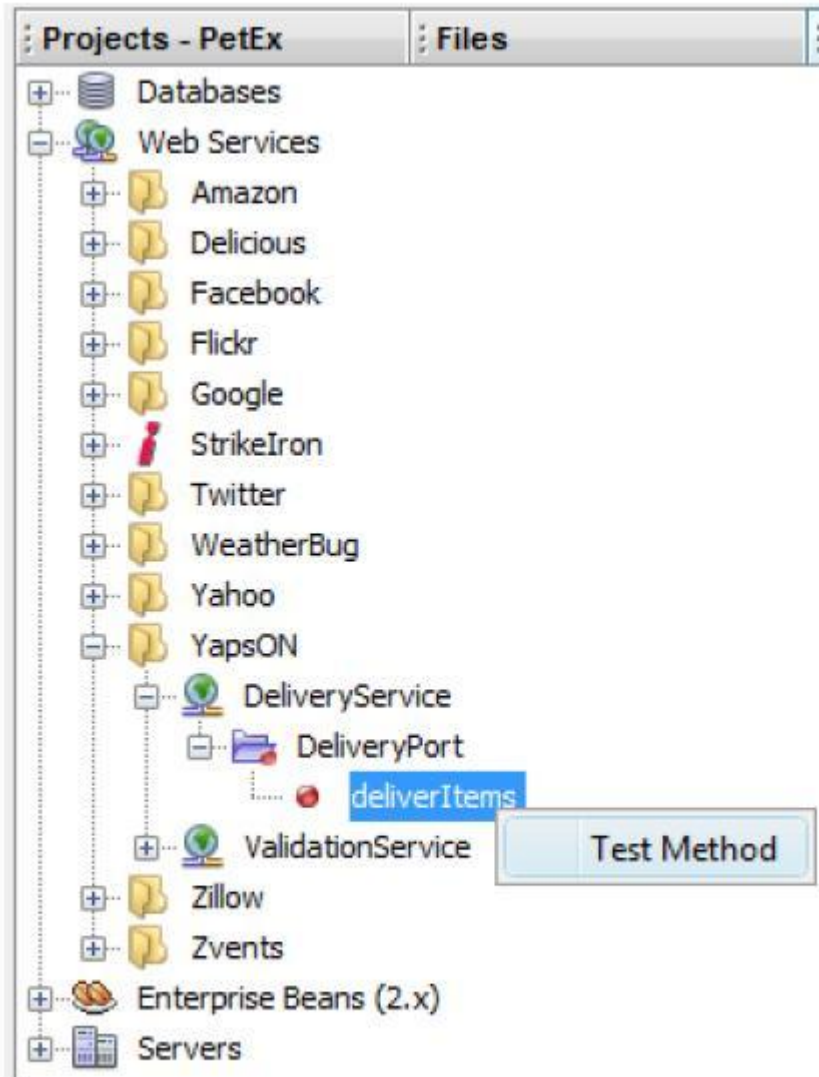 Projects - PetEx Files
Databases
Web Services
Amazon
Delicious
Facebook
Flickr
Google
StrikeIron
Twitter
WeatherBug
Yahoo
YapsON
DeliveryService
DeliveryPort
deliverItems
Test Method
ValidationService
Zillow
Zvents
Enterprise Beans (2.x)
Servers